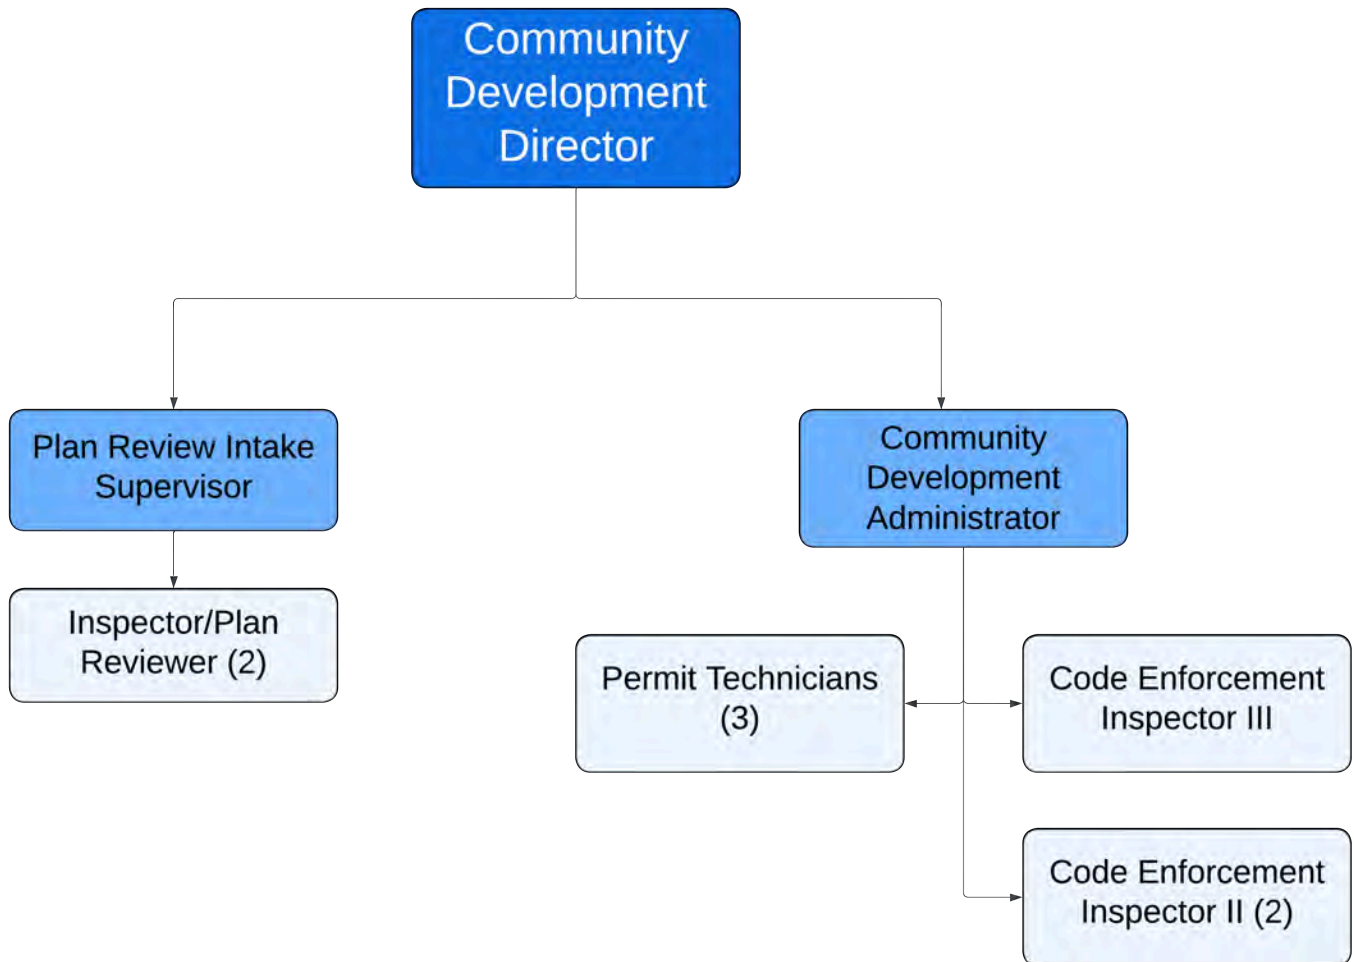 Community
Development
Director
Plan Review Intake
Supervisor
Community
Development
Administrator
Inspector/Plan
Reviewer (2)
Permit Technicians
(3)
Code Enforcement
Inspector III
Code Enforcement
Inspector II (2)